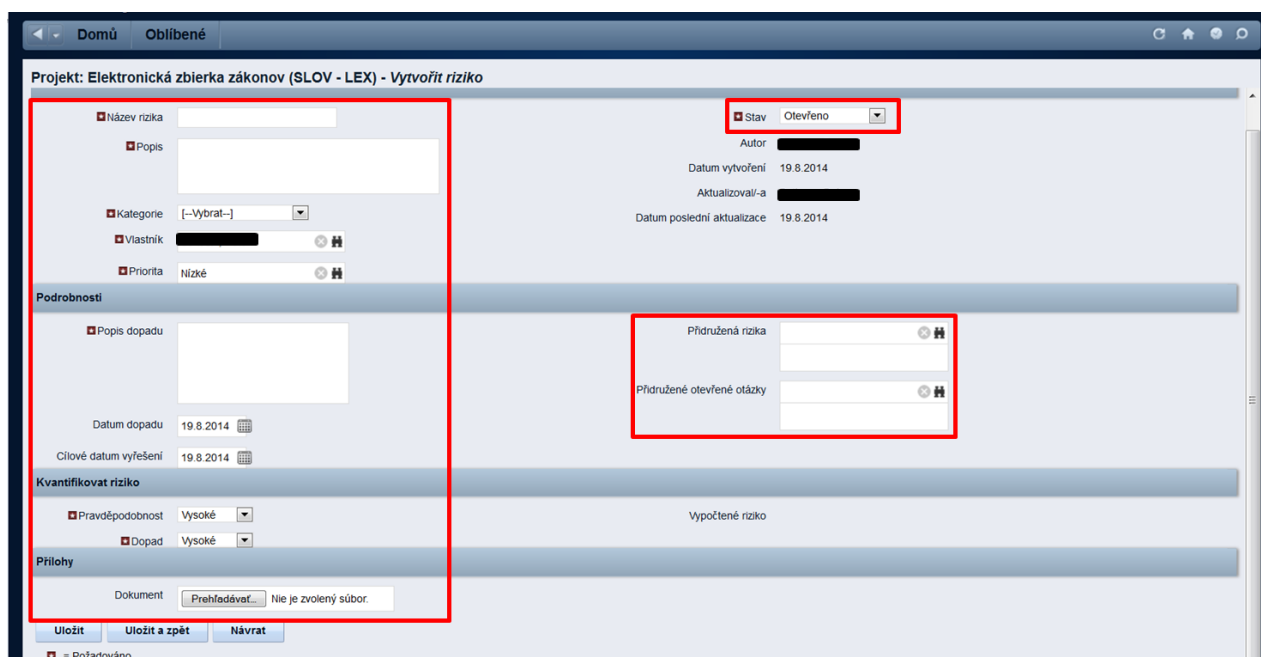 Domů Oblíbené
Projekt: Elektronická zbierka zákonov (SLOV - LEX) - Vytvořit riziko
Název rizika
Stav Otevřeno
Popis
Autor
Datum vytvoření 19.8.2014
Aktualizoval/-a
Kategorie [--Vybrat--]
Datum poslední aktualizace 19.8.2014
Vlastník
Priorita Nízké
Podrobnosti
Popis dopadu
Přidružená rizika
Přidružené otevřené otázky
Datum dopadu 19.8.2014
Cílové datum vyřešení 19.8.2014
Kvantifikovat riziko
Pravděpodobnost Vysoké
Vypočtené riziko
Dopad Vysoké
Přílohy
Dokument Prehľadávať... Nie je zvolený súbor.
Uložit Uložit a zpět Návrat
= Požadováno